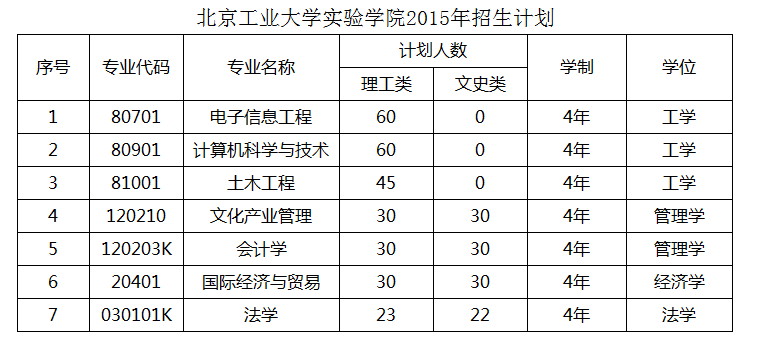 北京工业大学实验学院2015年招生计划
序号 专业代码 专业名称 计划人数 学制 学位
理工类 文史类
1 80701 电子信息工程 60 0 4年 工学
2 80901 计算机科学与技术 60 0 4年 工学
3 81001 土木工程 45 0 4年 工学
4 120210 文化产业管理 30 30 4年 管理学
5 120203K 会计学 30 30 4年 管理学
6 20401 国际经济与贸易 30 30 4年 经济学
7 030101K 法学 23 22 4年 法学